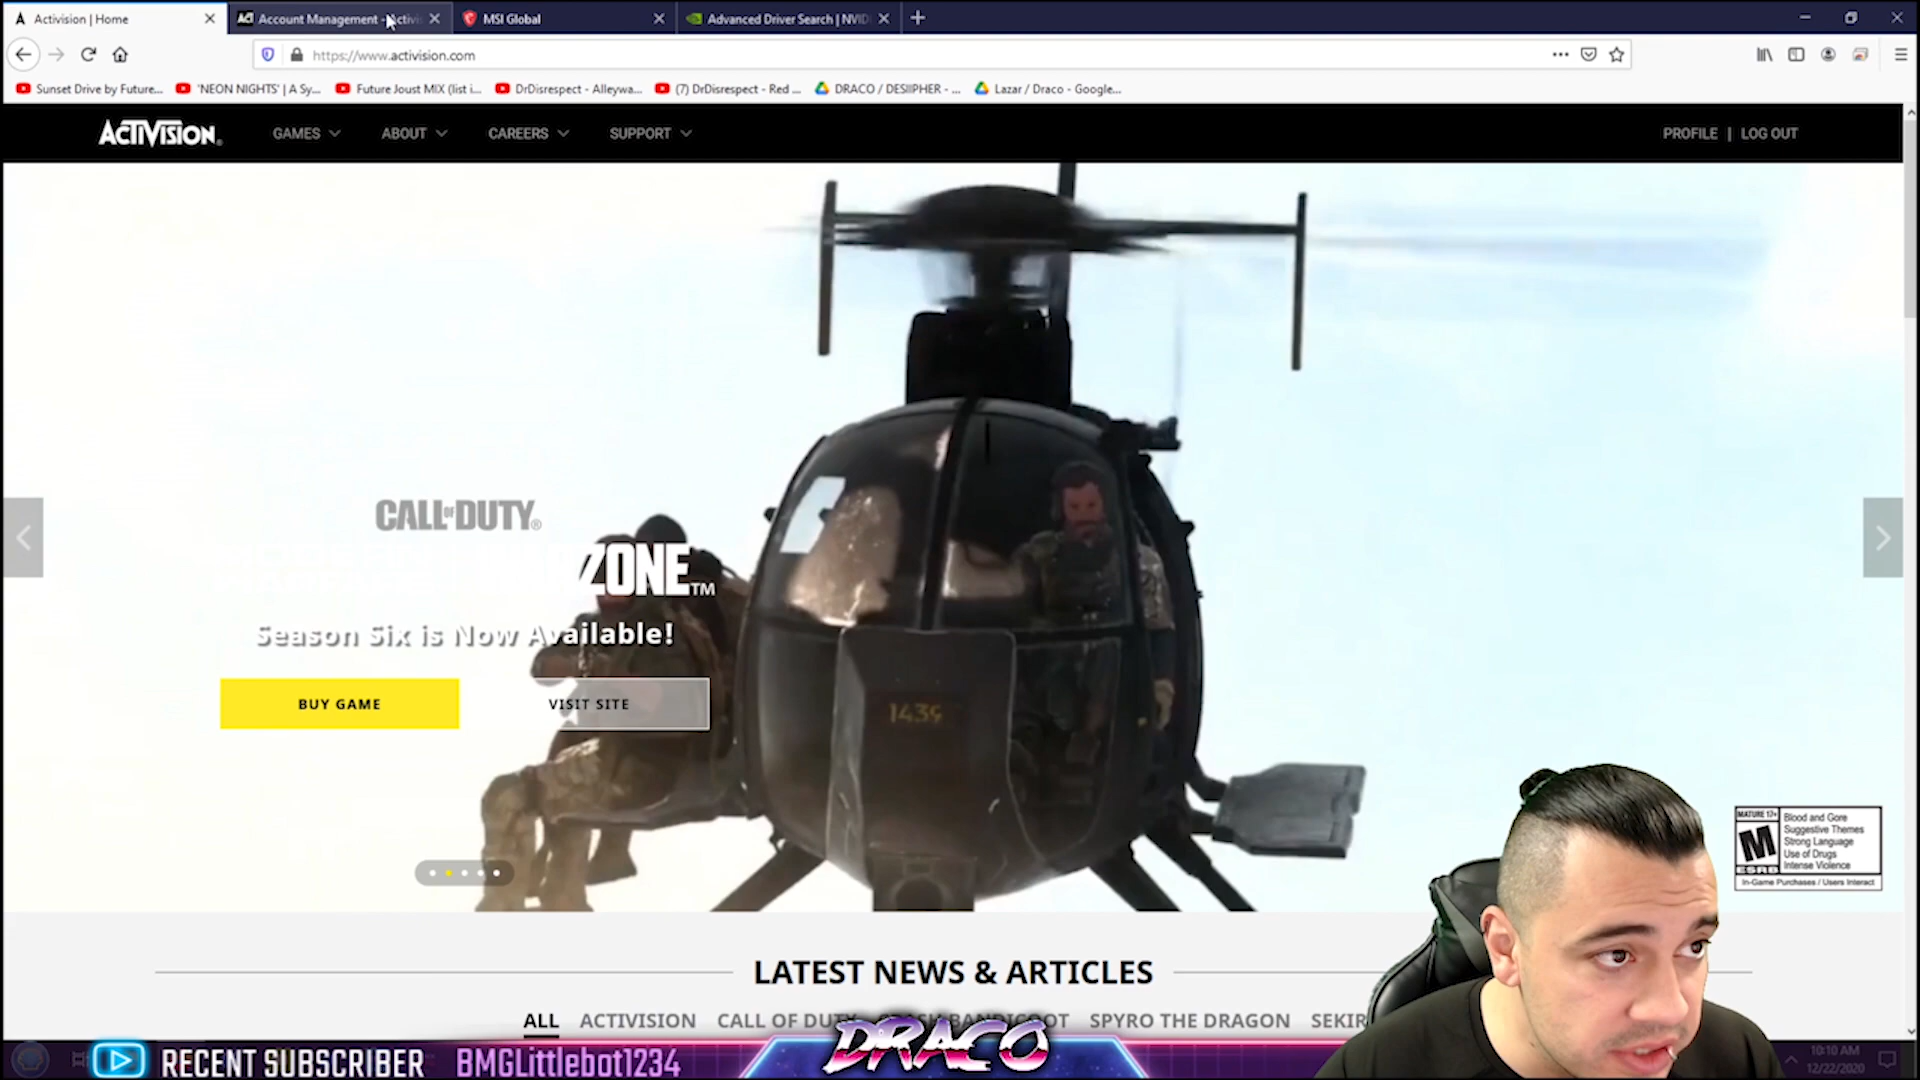 Activision | Home
Account Management - Activis
MSI Global
Advanced Driver Search | NVID
https://www.activision.com
Sunset Drive by Future...
'NEON NIGHTS' | A Sy...
Future Joust MIX (list i...
DrDisrespect - Alleywa...
(7) DrDisrespect - Red ...
DRACO / DESIIPHER - ...
Lazar / Draco - Google...
ACTIVISION
GAMES
ABOUT
CAREERS
SUPPORT
PROFILE | LOG OUT
CALL OF DUTY®
ZONE™
Season Six is Now Available!
BUY GAME
VISIT SITE
1439
MATURE 17+
M
ESRB
Blood and Gore
Suggestive Themes
Strong Language
Use of Drugs
Intense Violence
In-Game Purchases / Users Interact
LATEST NEWS & ARTICLES
ALL
ACTIVISION
CALL OF DUTY
BANDICOOT
SPYRO THE DRAGON
SEKIR
RECENT SUBSCRIBER
BMGLittlebot1234
DRACO
10:10 AM
12/22/2020